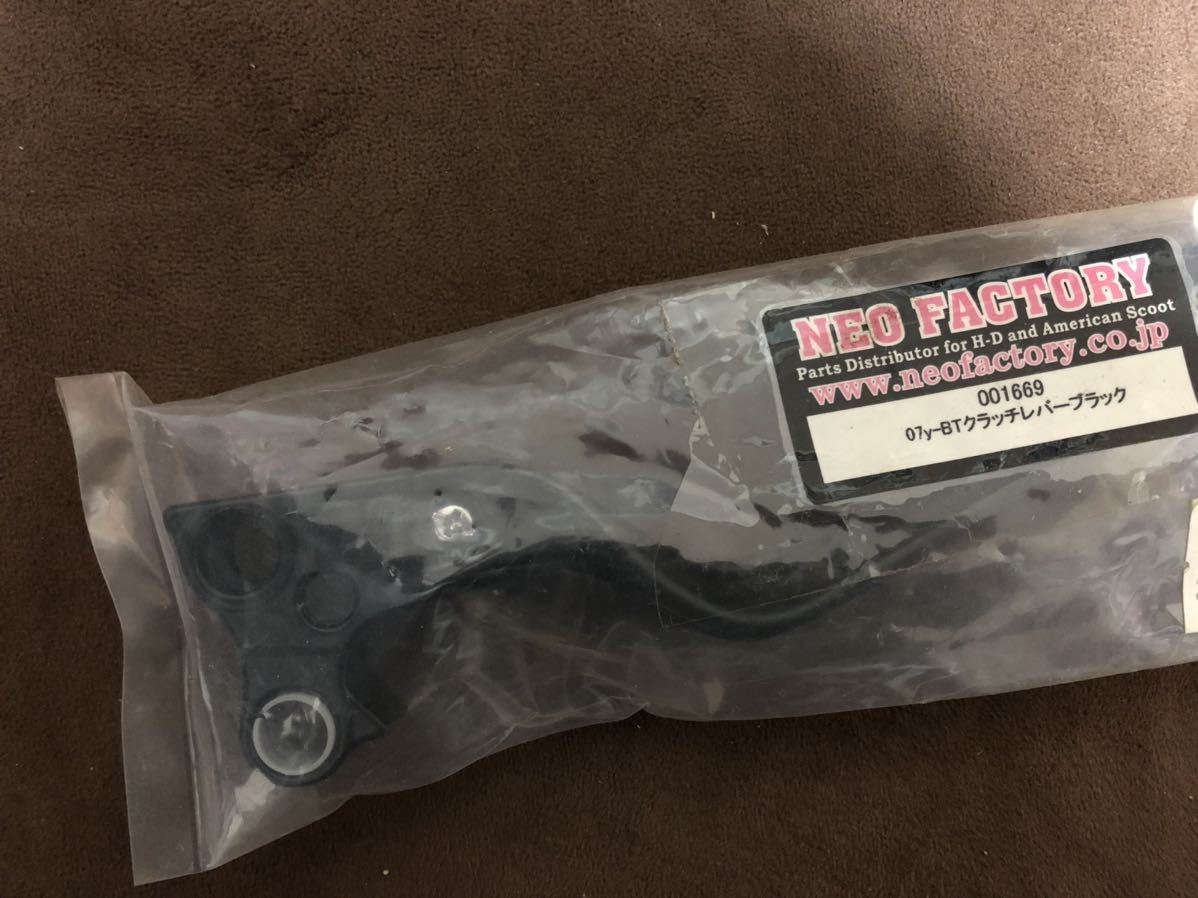 NEO FACTORY
Parts Distributor for H-D and American Scoot
www.neofactory.co.jp
001669
07y-BTクラッチレバーブラック